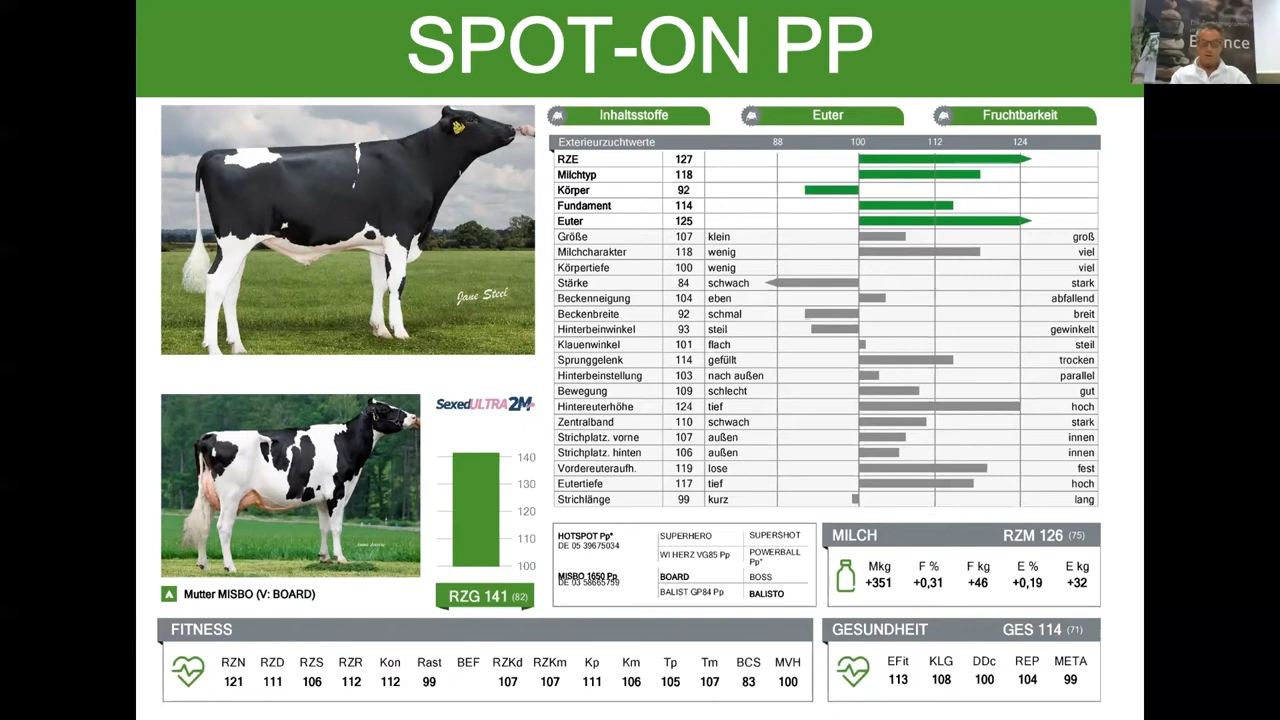 SPOT-ON PP
Inhaltsstoffe Euter Fruchtbarkeit
Exterieurzuchtwerte 88 100 112 124
RZE 127
Milchtyp 118
Körper 92
Fundament 114
Euter 125
Größe 107 klein groß
Milchcharakter 118 wenig viel
Körpertiefe 100 wenig viel
Stärke 84 schwach stark
Beckenneigung 104 eben abfallend
Beckenbreite 92 schmal breit
Hinterbeinwinkel 93 steil gewinkelt
Klauenwinkel 101 flach steil
Sprunggelenk 114 gefüllt trocken
Hinterbeinstellung 103 nach außen parallel
Bewegung 109 schlecht gut
Hintereuterhöhe 124 tief hoch
Zentralband 110 schwach stark
Strichplatz. vorne 107 außen innen
Strichplatz. hinten 106 außen innen
Vordereuteraufh. 119 lose fest
Eutertiefe 117 tief hoch
Strichlänge 99 kurz lang
Jane Steel
SexedULTRA2M
140
130
120
110
100
RZG 141 (82)
Mutter MISBO (V: BOARD)
HOTSPOT Pp*
DE 05 39675034
MISBO 1650 Pp
DE 03 58665759
SUPERHERO
WI HERZ VG85 Pp
BOARD
BALIST GP84 Pp
SUPERSHOT
POWERBALL
Pp*
BOSS
BALISTO
MILCH RZM 126 (75)
Mkg F % F kg E % E kg
+351 +0,31 +46 +0,19 +32
FITNESS
RZN RZD RZS RZR Kon Rast BEF RZKd RZKm Kp Km Tp Tm BCS MVH
121 111 106 112 112 99 107 107 111 106 105 107 83 100
GESUNDHEIT GES 114 (71)
EFit KLG DDc REP META
113 108 100 104 99